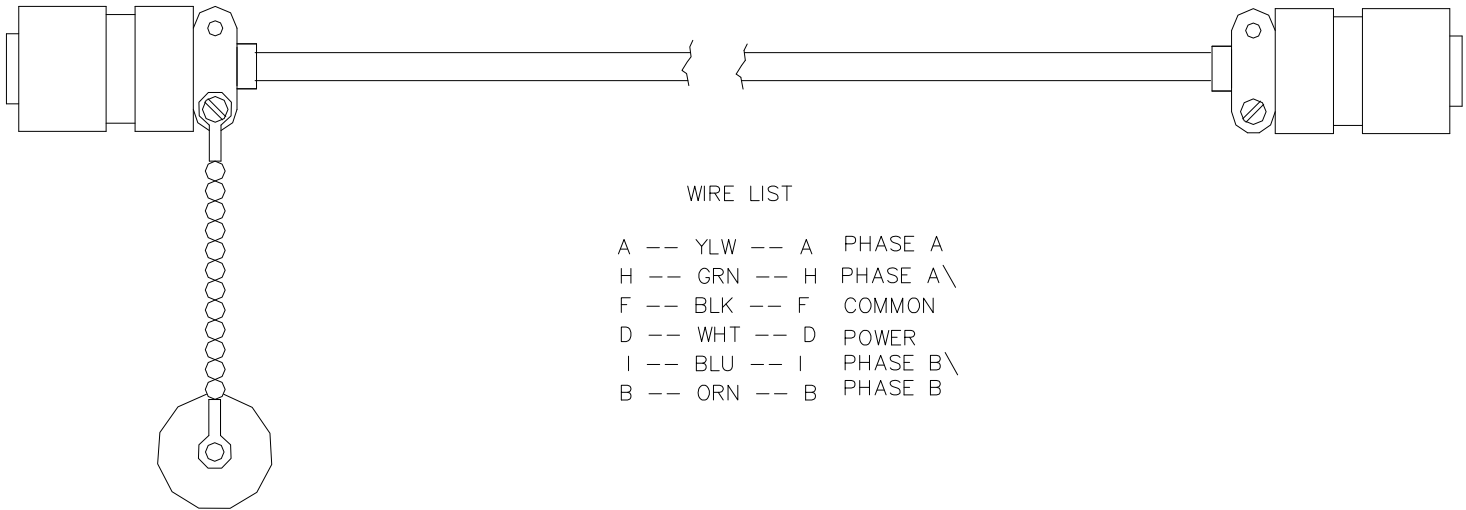 WIRE LIST
A -- YLW -- A PHASE A
H -- GRN -- H PHASE A\
F -- BLK -- F COMMON
D -- WHT -- D POWER
I -- BLU -- I PHASE B\
B -- ORN -- B PHASE B